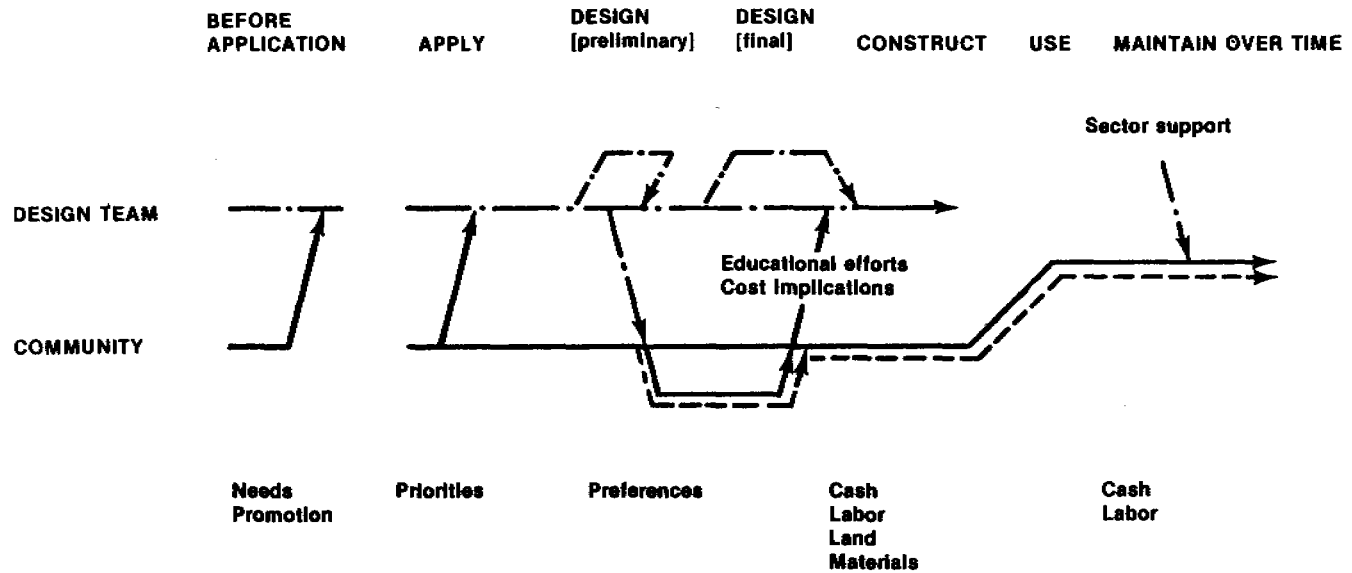 BEFORE
APPLICATION
APPLY
DESIGN
[preliminary]
DESIGN
[final]
CONSTRUCT
USE
MAINTAIN OVER TIME
Sector support
DESIGN TEAM
Educational efforts
Cost implications
COMMUNITY
Needs
Promotion
Priorities
Preferences
Cash
Labor
Land
Materials
Cash
Labor